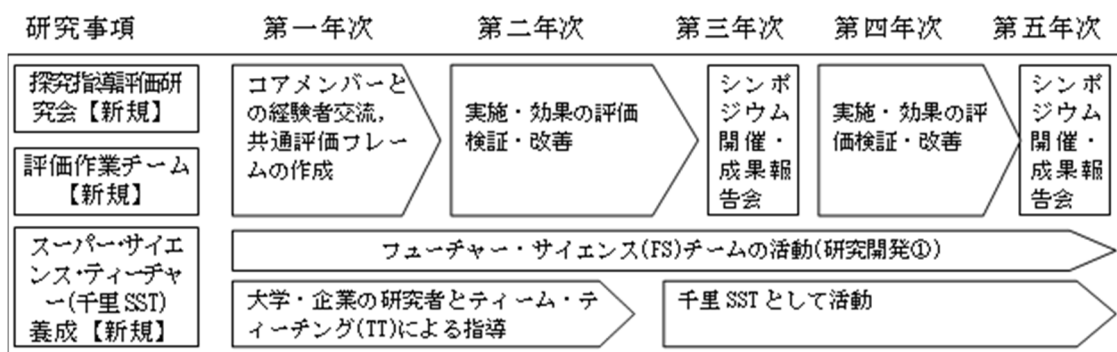 研究事項 第一年次 第二年次 第三年次 第四年次 第五年次
探究指導評価研
究会【新規】
評価作業チーム
【新規】
コアメンバーと
の経験者交流，
共通評価フレー
ムの作成
実施・効果の評価
検証・改善
シンポ
ジウム
開催・
成果報
告会
実施・効果の評
価検証・改善
シンポ
ジウム
開催・
成果報
告会
スーパー・サイエ
ンス・ティーチャ
ー(千里SST)
養成【新規】
フューチャー・サイエンス(FS)チームの活動(研究開発①)
大学・企業の研究者とティーム・テ
ィーチング(TT)による指導
千里SSTとして活動